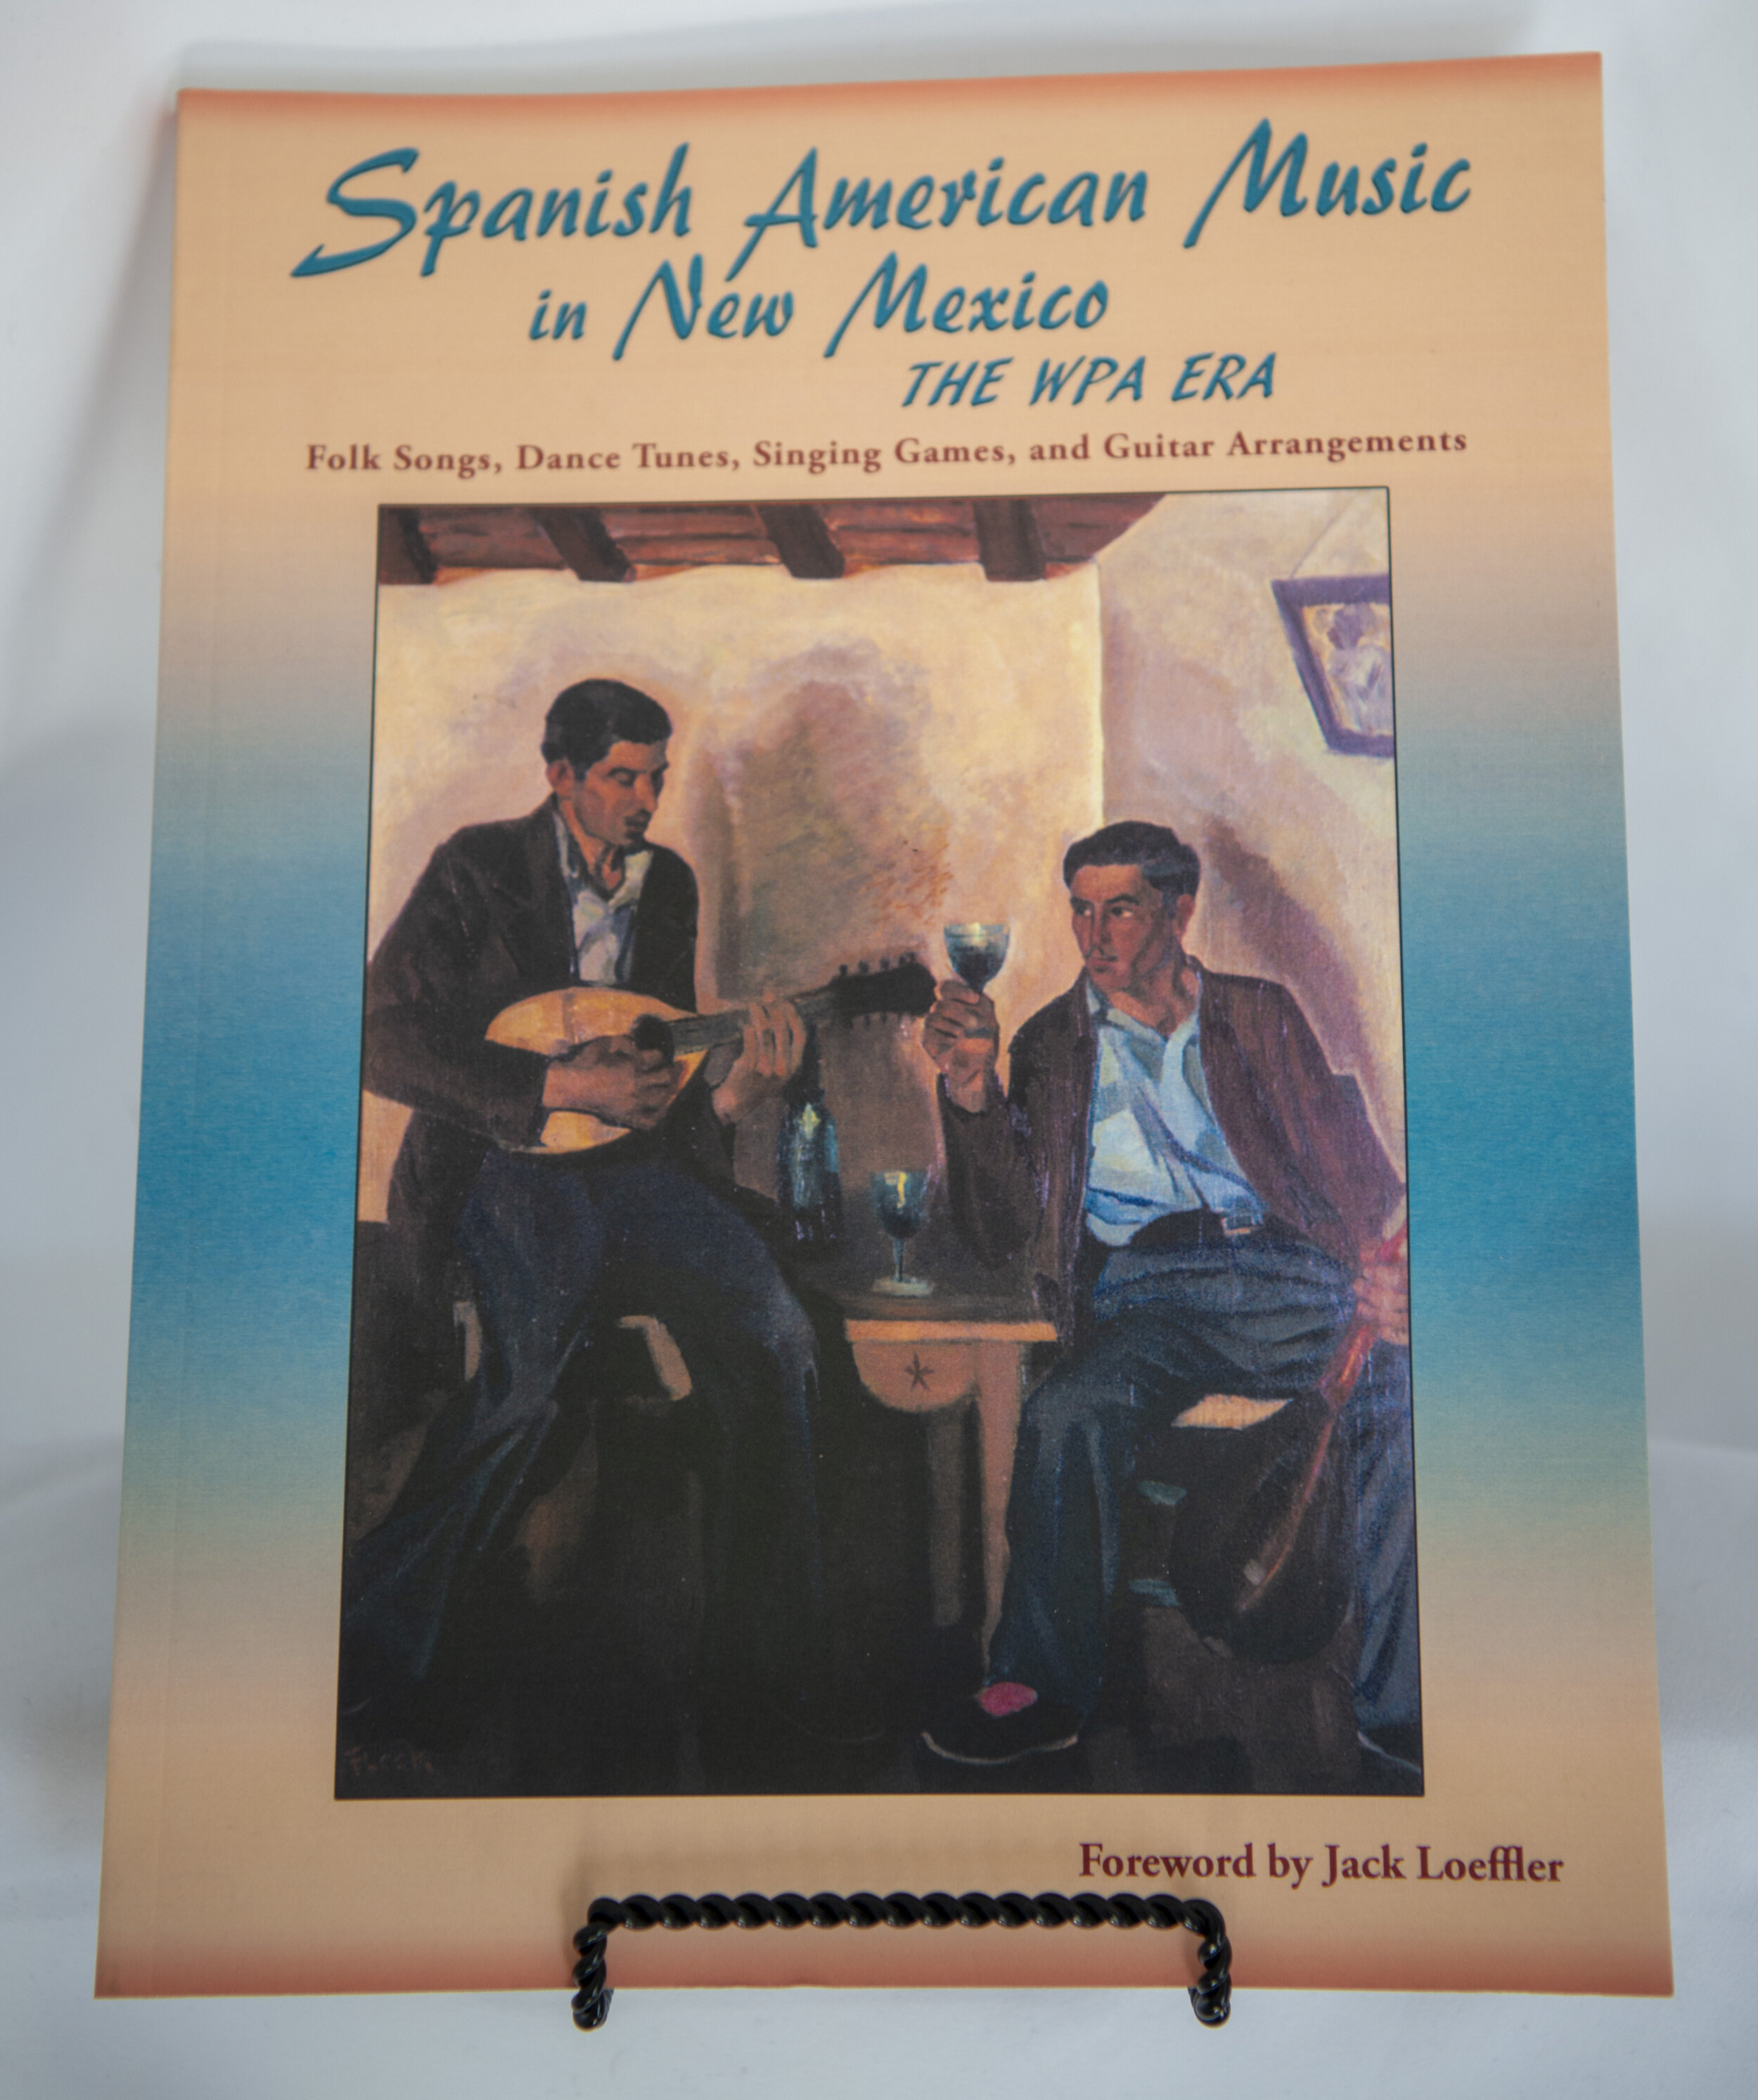 Spanish American Music
in New Mexico
THE WPA ERA
Folk Songs, Dance Tunes, Singing Games, and Guitar Arrangements
Foreword by Jack Loeffler